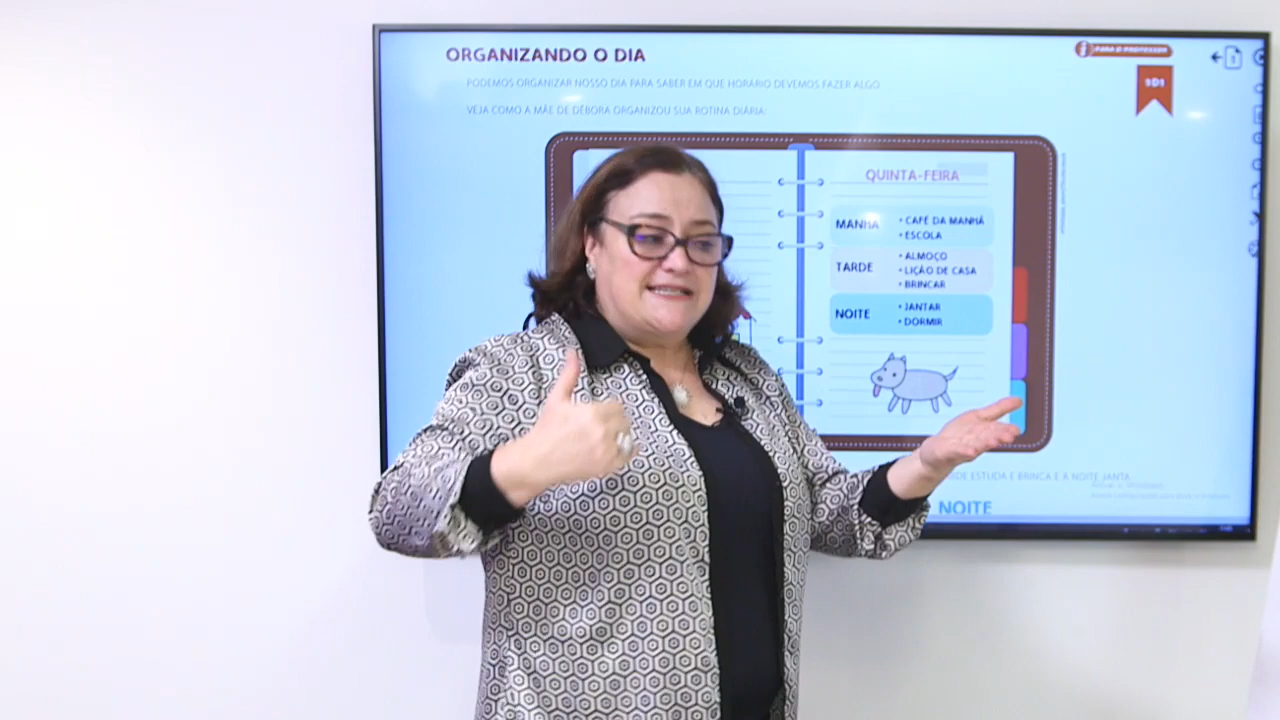 ORGANIZANDO O DIA
PARA O PROFESSOR
PODEMOS ORGANIZAR NOSSO DIA PARA SABER EM QUE HORÁRIO DEVEMOS FAZER ALGO
VEJA COMO A MÃE DE DÉBORA ORGANIZOU SUA ROTINA DIÁRIA:
QUINTA-FEIRA
MANHÃ
• CAFÉ DA MANHÃ
• ESCOLA
TARDE
• ALMOÇO
• LIÇÃO DE CASA
• BRINCAR
NOITE
• JANTAR
• DORMIR
ESTUDA E BRINCA E À NOITE JANTA
NOITE